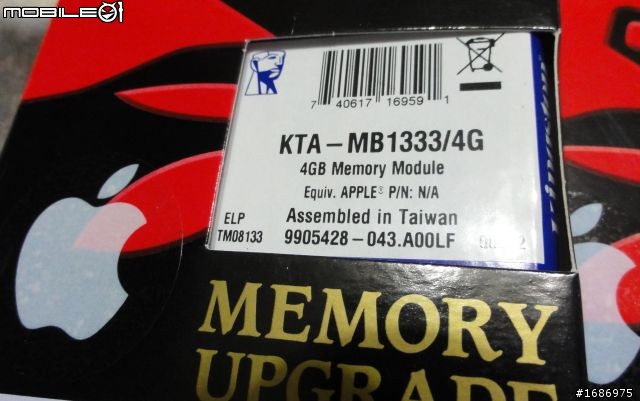 MOBILE01
7 40617 16959 1
KTA-MB1333/4G
4GB Memory Module
Equiv. APPLE® P/N: N/A
ELP Assembled in Taiwan
TM08133 9905428-043.A00LF
MEMORY
UPGRADE
#1686975